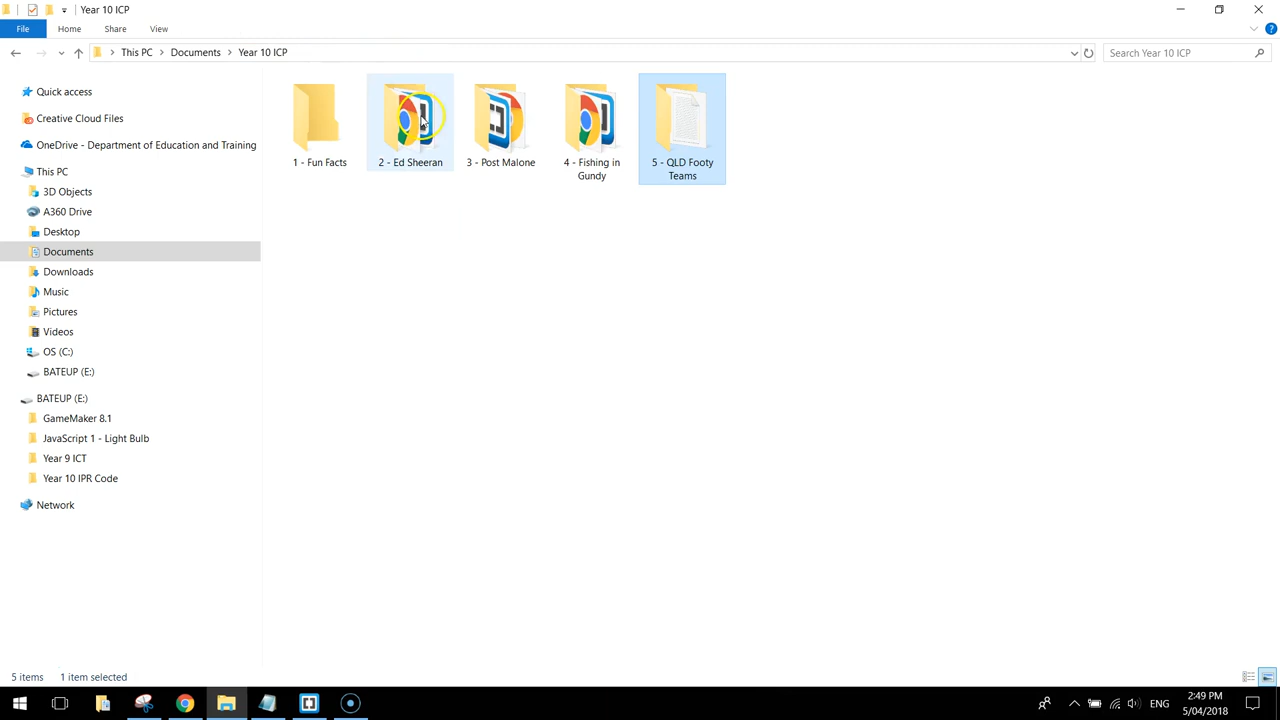 Year 10 ICP
File Home Share View
This PC Documents Year 10 ICP
Search Year 10 ICP
Quick access
Creative Cloud Files
OneDrive - Department of Education and Training
This PC
3D Objects
A360 Drive
Desktop
Documents
Downloads
Music
Pictures
Videos
OS (C:)
BATEUP (E:)
BATEUP (E:)
GameMaker 8.1
JavaScript 1 - Light Bulb
Year 9 ICT
Year 10 IPR Code
Network
1 - Fun Facts
2 - Ed Sheeran
3 - Post Malone
4 - Fishing in
Gundy
5 - QLD Footy
Teams
5 items 1 item selected
ENG
2:49 PM
5/04/2018